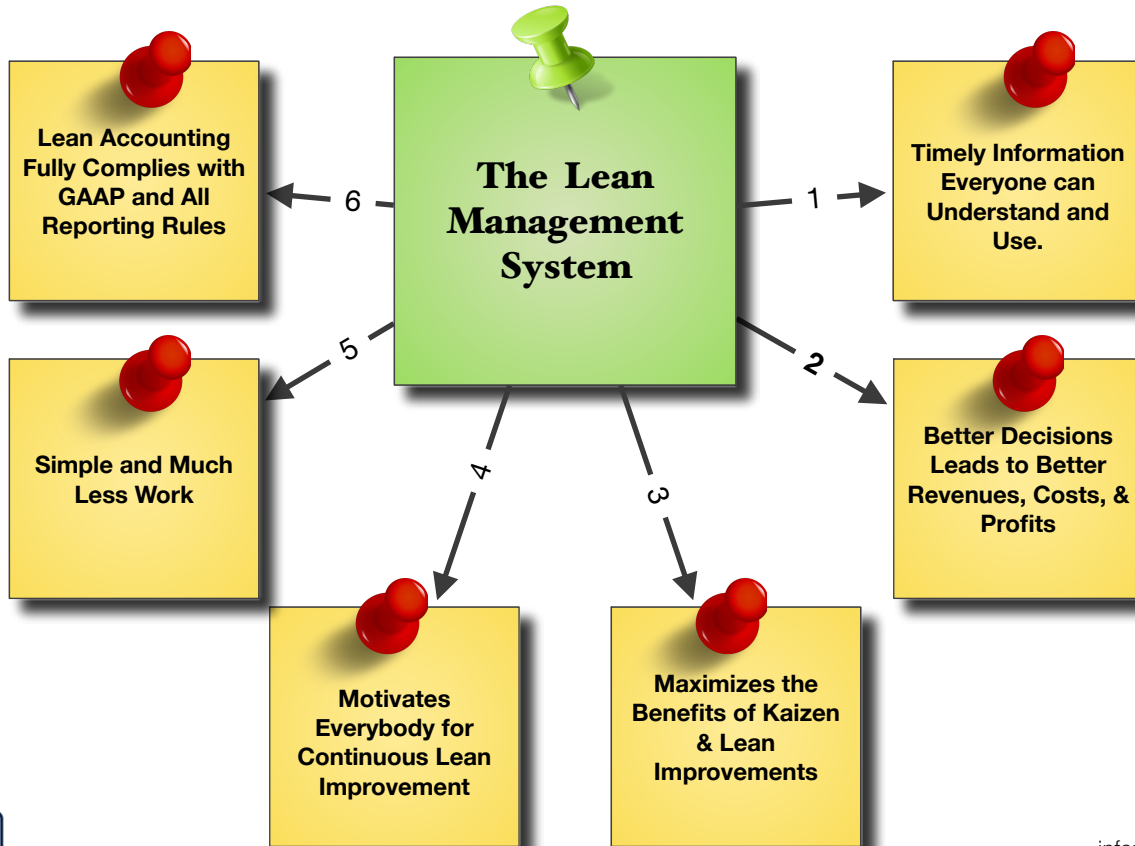 The Lean
Management
System
1
Timely Information
Everyone can
Understand and
Use.
2
Better Decisions
Leads to Better
Revenues, Costs, &
Profits
3
Maximizes the
Benefits of Kaizen
& Lean
Improvements
4
Motivates
Everybody for
Continuous Lean
Improvement
5
Simple and Much
Less Work
6
Lean Accounting
Fully Complies with
GAAP and All
Reporting Rules